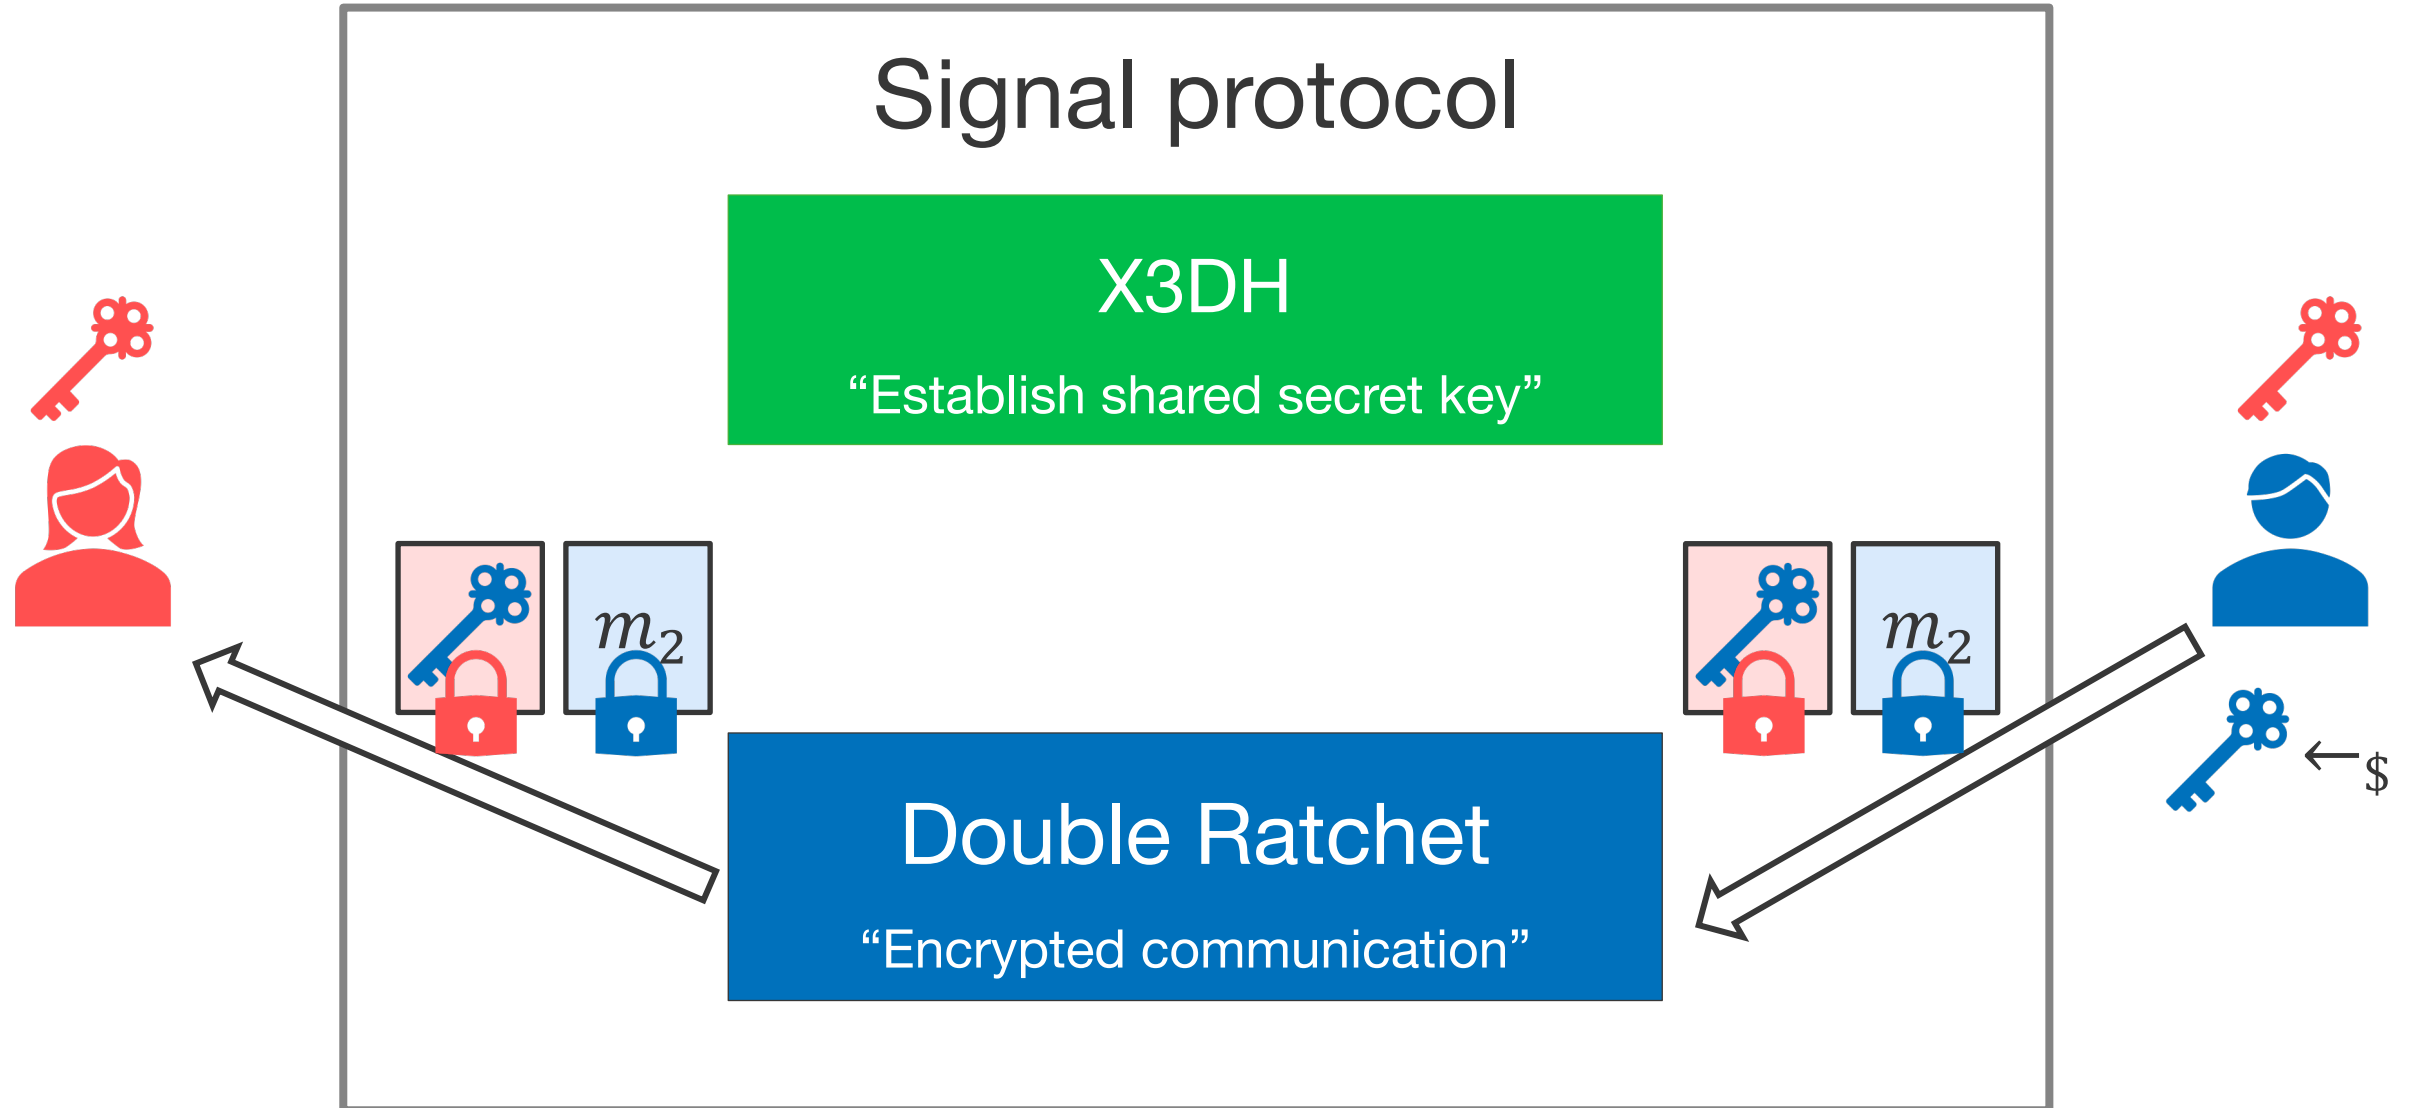 Signal protocol
X3DH
“Establish shared secret key”
m₂
m₂
←$
Double Ratchet
“Encrypted communication”